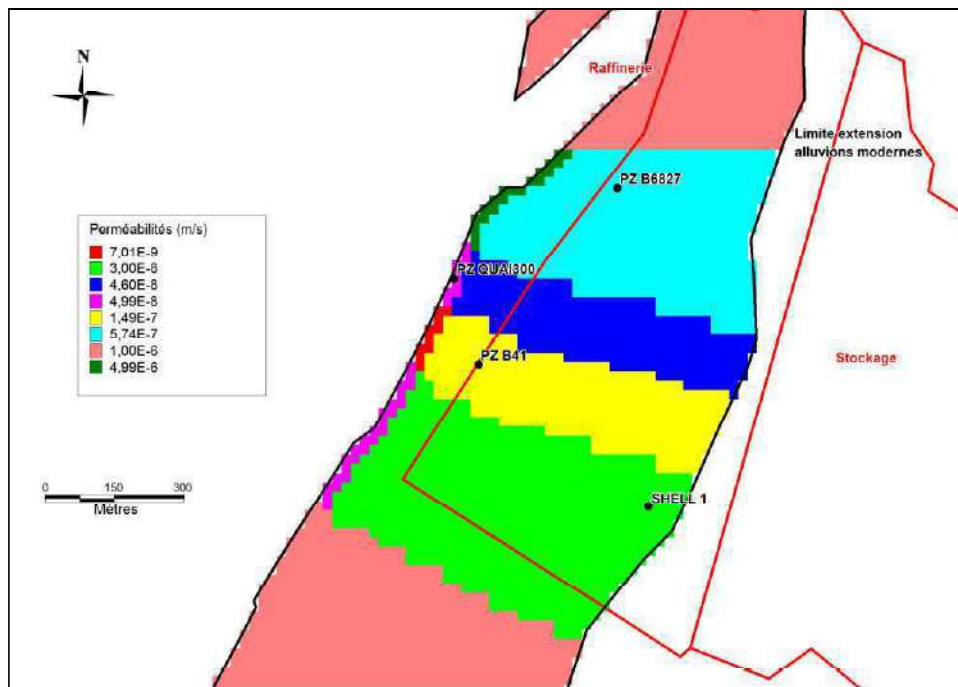 N
Raffinerie
Limite extension
alluvions modernes
PZ B6827
Perméabilités (m/s)
7,01E-9
3,00E-8
4,60E-8
4,99E-8
1,49E-7
5,74E-7
1,00E-6
4,99E-6
PZ QUAI300
PZ B41
Stockage
SHELL 1
0 150 300
Mètres